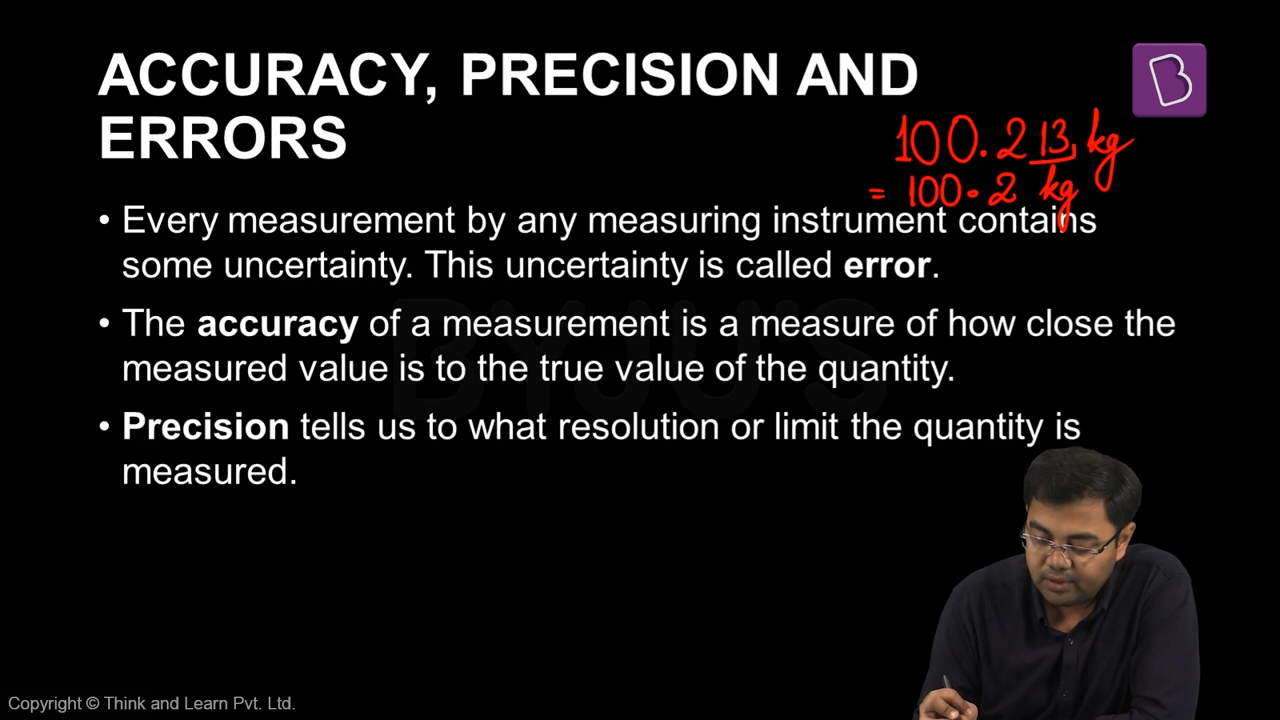 ACCURACY, PRECISION AND
ERRORS
B
100.213 kg
= 100.2 kg
• Every measurement by any measuring instrument contains
some uncertainty. This uncertainty is called error.
• The accuracy of a measurement is a measure of how close the
measured value is to the true value of the quantity.
• Precision tells us to what resolution or limit the quantity is
measured.
BYJU'S
Copyright © Think and Learn Pvt. Ltd.